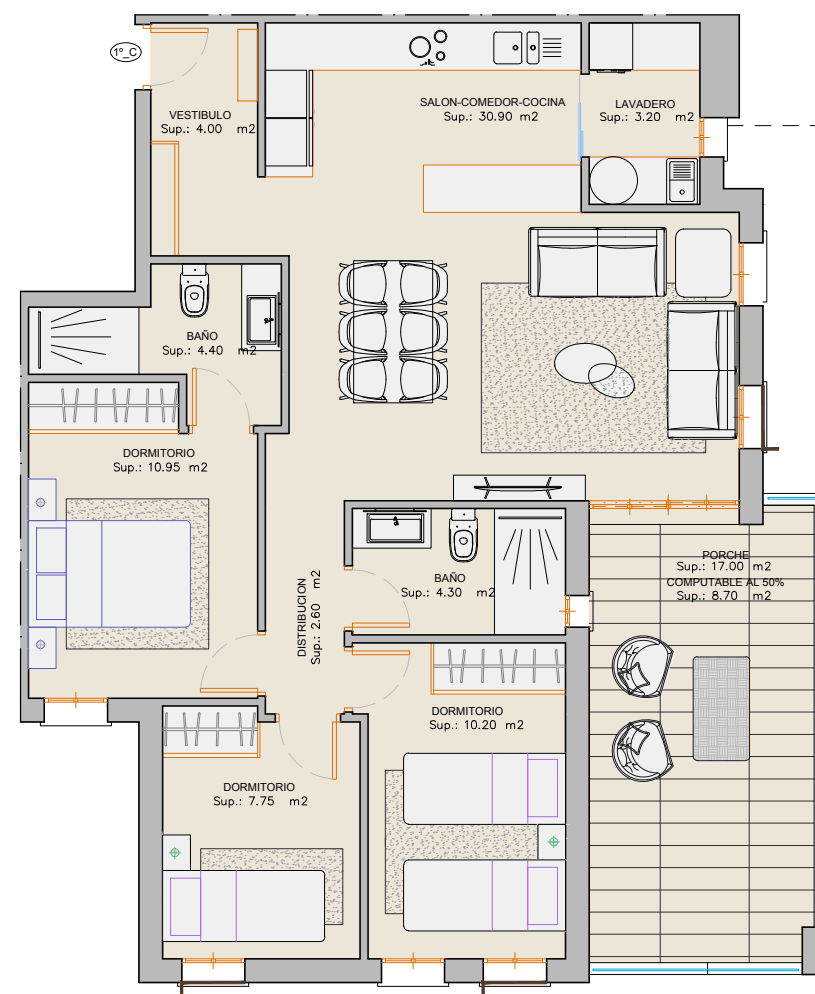 1º_C
VESTIBULO
Sup.: 4.00 m2
SALON-COMEDOR-COCINA
Sup.: 30.90 m2
LAVADERO
Sup.: 3.20 m2
BAÑO
Sup.: 4.40 m2
DORMITORIO
Sup.: 10.95 m2
DISTRIBUCION
Sup.: 2.60 m2
BAÑO
Sup.: 4.30 m2
PORCHE
Sup.: 17.00 m2
COMPUTABLE AL 50%
Sup.: 8.70 m2
DORMITORIO
Sup.: 10.20 m2
DORMITORIO
Sup.: 7.75 m2